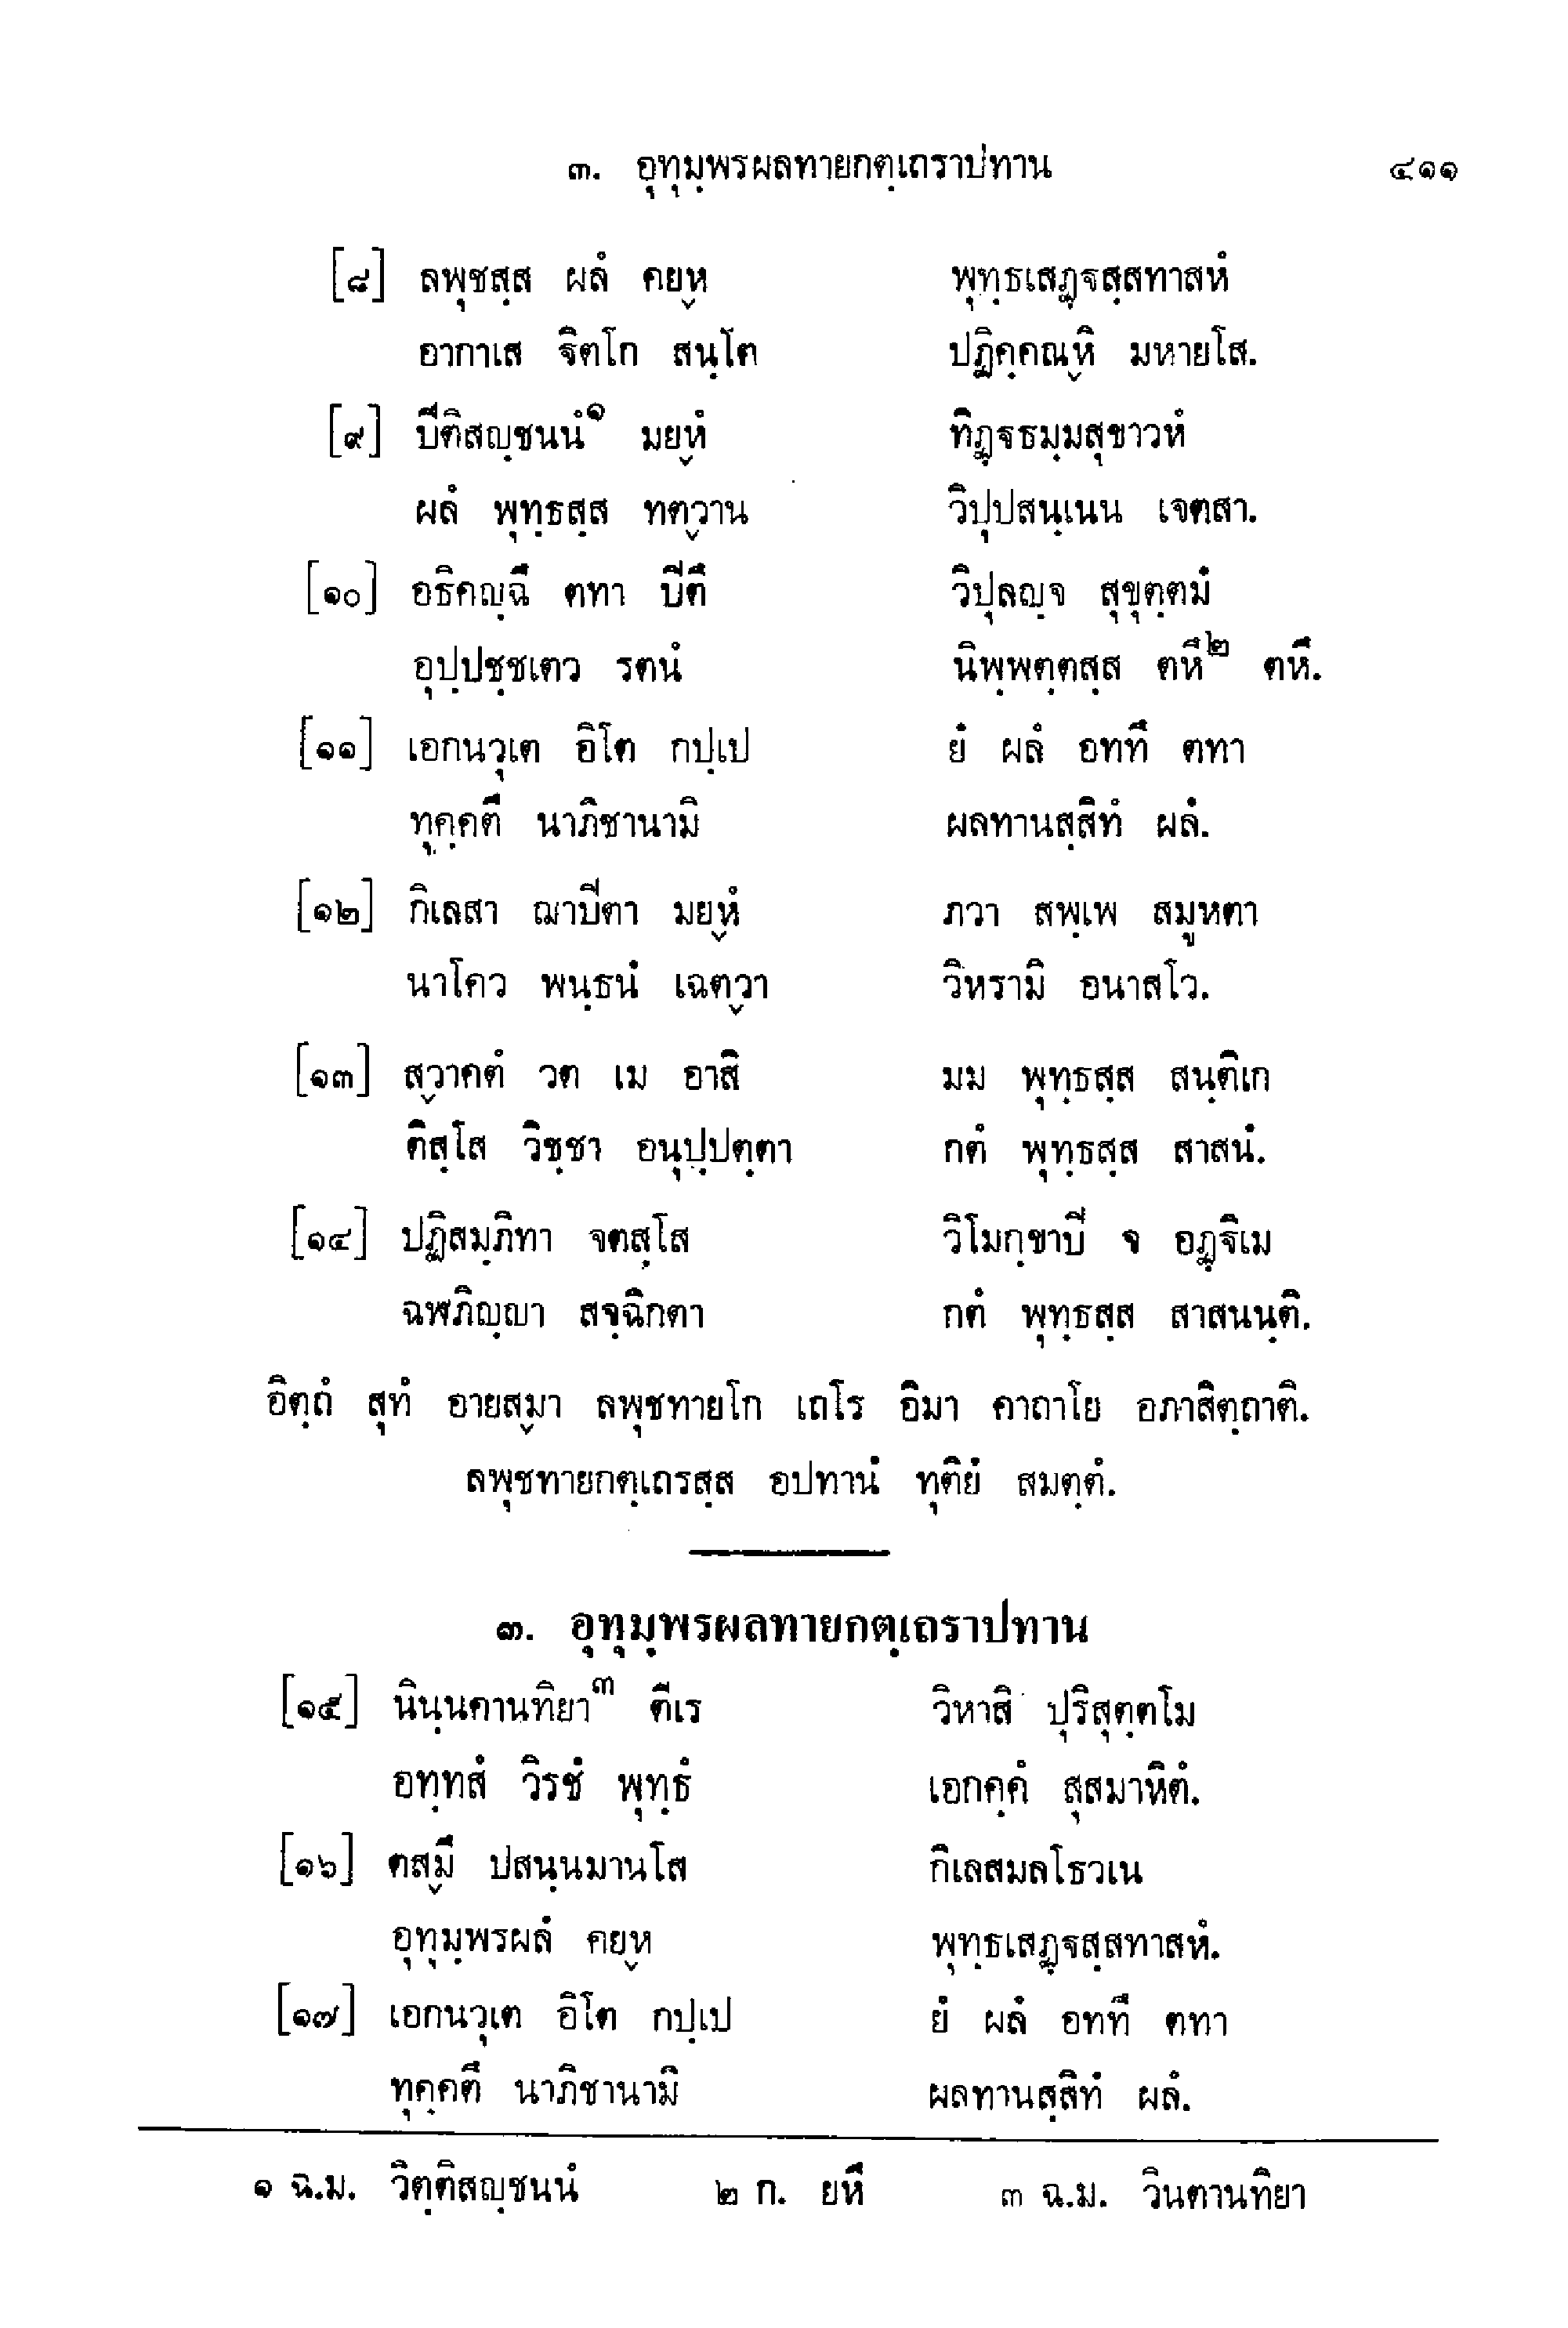 ๓. อุทุมฺพรผลทายกตฺเถราปทาน ๔๑๑
[๘] ลพุชสฺส ผลํ คยฺห พุทฺธเสฏฺฐสฺสทาสหํ
อากาเส ฐิตโก สนฺโต ปฏิคฺคณฺหิ มหายโส.
[๙] ปีติสญฺชนนํ๑ มยฺหํ ทิฏฺฐธมฺมสุขาวหํ
ผลํ พุทฺธสฺส ทตฺวาน วิปฺปสนฺเนน เจตสา.
[๑๐] อธิคญฺฉึ ตทา ปีตึ วิปุลญฺจ สุขุตฺตมํ
อุปฺปชฺชเตว รตนํ นิพฺพตฺตสฺส ตหึ๒ ตหึ.
[๑๑] เอกนวุเต อิโต กปฺเป ยํ ผลํ อททึ ตทา
ทุคฺคตึ นาภิชานามิ ผลทานสฺสิทํ ผลํ.
[๑๒] กิเลสา ฌาปิตา มยฺหํ ภวา สพฺเพ สมูหตา
นาโคว พนฺธนํ เฉตฺวา วิหรามิ อนาสโว.
[๑๓] สฺวาคตํ วต เม อาสิ มม พุทฺธสฺส สนฺติเก
ติสฺโส วิชฺชา อนุปฺปตฺตา กตํ พุทฺธสฺส สาสนํ.
[๑๔] ปฏิสมฺภิทา จตสฺโส วิโมกฺขาปิ จ อฏฺฐิเม
ฉฬภิญฺญา สจฺฉิกตา กตํ พุทฺธสฺส สาสนนฺติ.
อิตฺถํ สุทํ อายสฺมา ลพุชทายโก เถโร อิมา คาถาโย อภาสิตฺถาติ.
ลพุชทายกตฺเถรสฺส อปทานํ ทุติยํ สมตฺตํ.
๓. อุทุมฺพรผลทายกตฺเถราปทาน
[๑๕] นินฺนคานทิยา๓ ตีเร วิหาสิ ปุริสุตฺตโม
อทฺทสํ วิรชํ พุทฺธํ เอกคฺคํ สุสมาหิตํ.
[๑๖] ตสฺมึ ปสนฺนมานโส กิเลสมลโธวเน
อุทุมฺพรผลํ คยฺห พุทฺธเสฏฺฐสฺสทาสหํ.
[๑๗] เอกนวุเต อิโต กปฺเป ยํ ผลํ อททึ ตทา
ทุคฺคตึ นาภิชานามิ ผลทานสฺสิทํ ผลํ.
๑ ฉ.ม. วิตฺติสญฺชนนํ ๒ ก. ยหึ ๓ ฉ.ม. วินตานทิยา